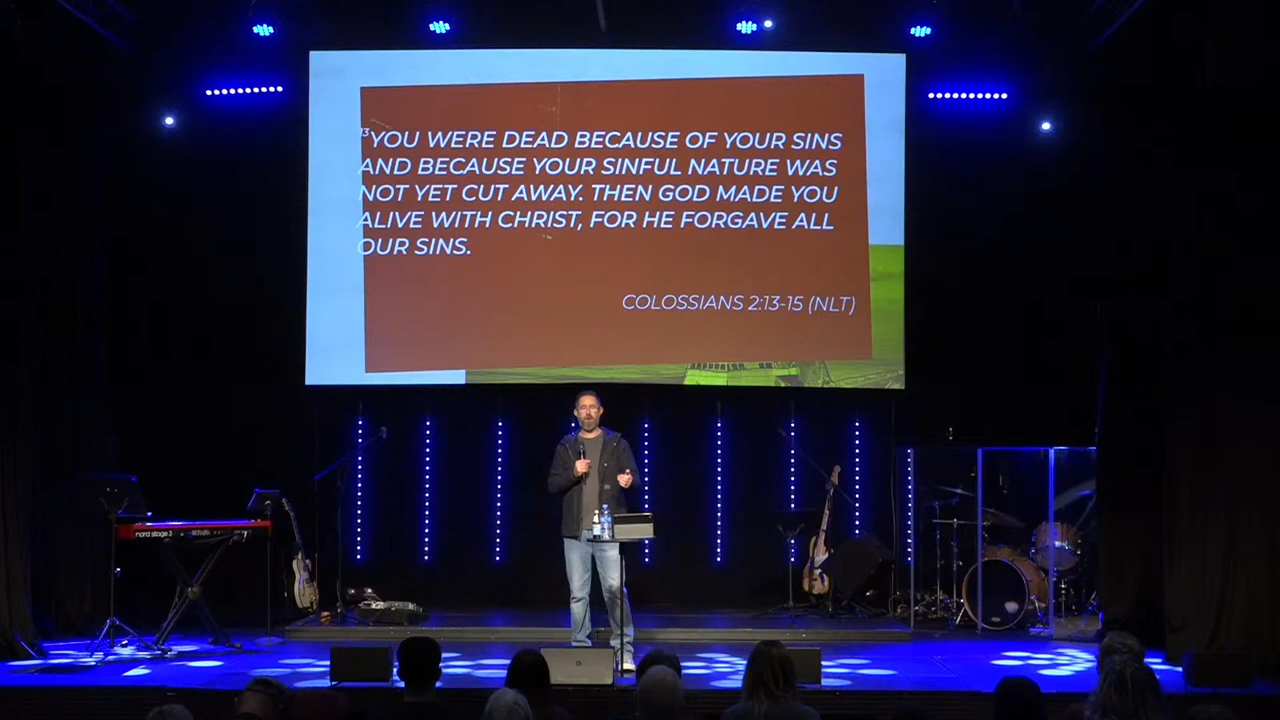 13YOU WERE DEAD BECAUSE OF YOUR SINS
AND BECAUSE YOUR SINFUL NATURE WAS
NOT YET CUT AWAY. THEN GOD MADE YOU
ALIVE WITH CHRIST, FOR HE FORGAVE ALL
OUR SINS.
COLOSSIANS 2:13-15 (NLT)
nord stage 3